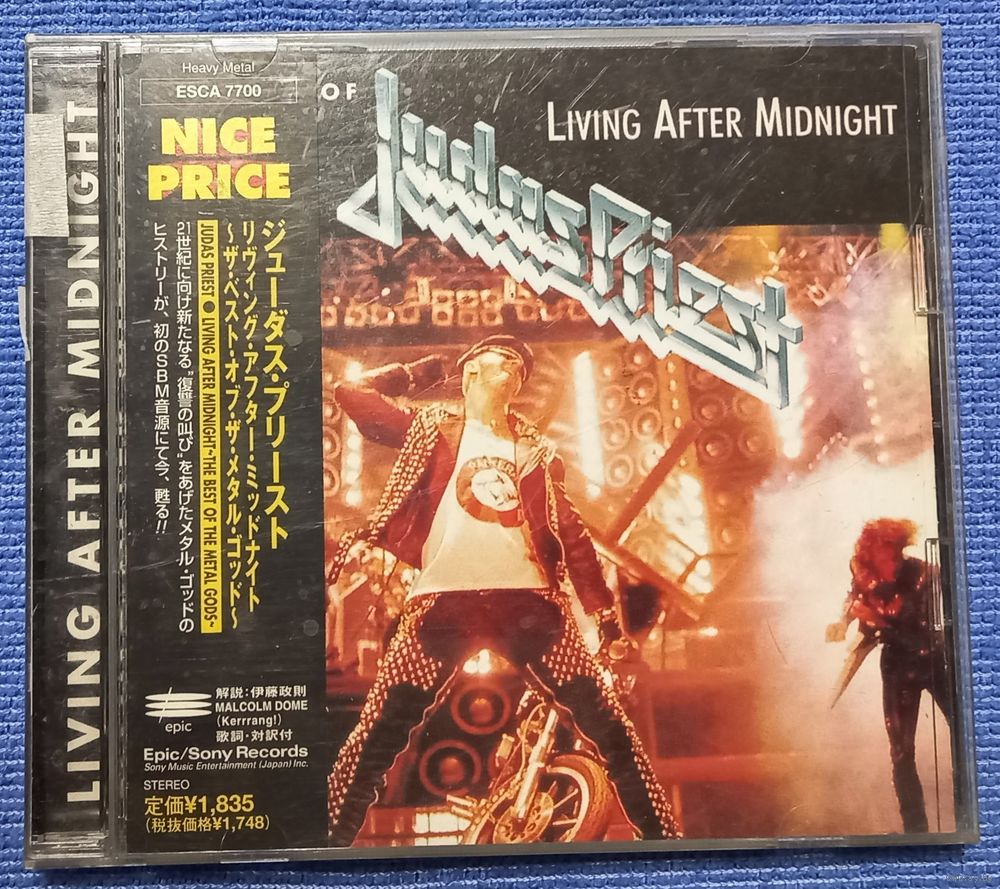 LIVING AFTER MIDNIGHT
Heavy Metal
ESCA 7700
NICE
PRICE
ジューダス・プリースト
リヴィング・アフター・ミッドナイト
〜ザ・ベスト・オブ・ザ・メタル・ゴッド〜
JUDAS PRIEST ● LIVING AFTER MIDNIGHT~THE BEST OF THE METAL GODS~
21世紀に向け新たなる“復讐の叫び”をあげたメタル・ゴッドの
ヒストリーが、初のSBM音源にて今、甦る!!
epic
解説:伊藤政則
MALCOLM DOME
(Kerrrang!)
歌詞・対訳付
Epic/Sony Records
Sony Music Entertainment (Japan) Inc.
STEREO
定価¥1,835
(税抜価格¥1,748)
OF
Judas Priest
LIVING AFTER MIDNIGHT